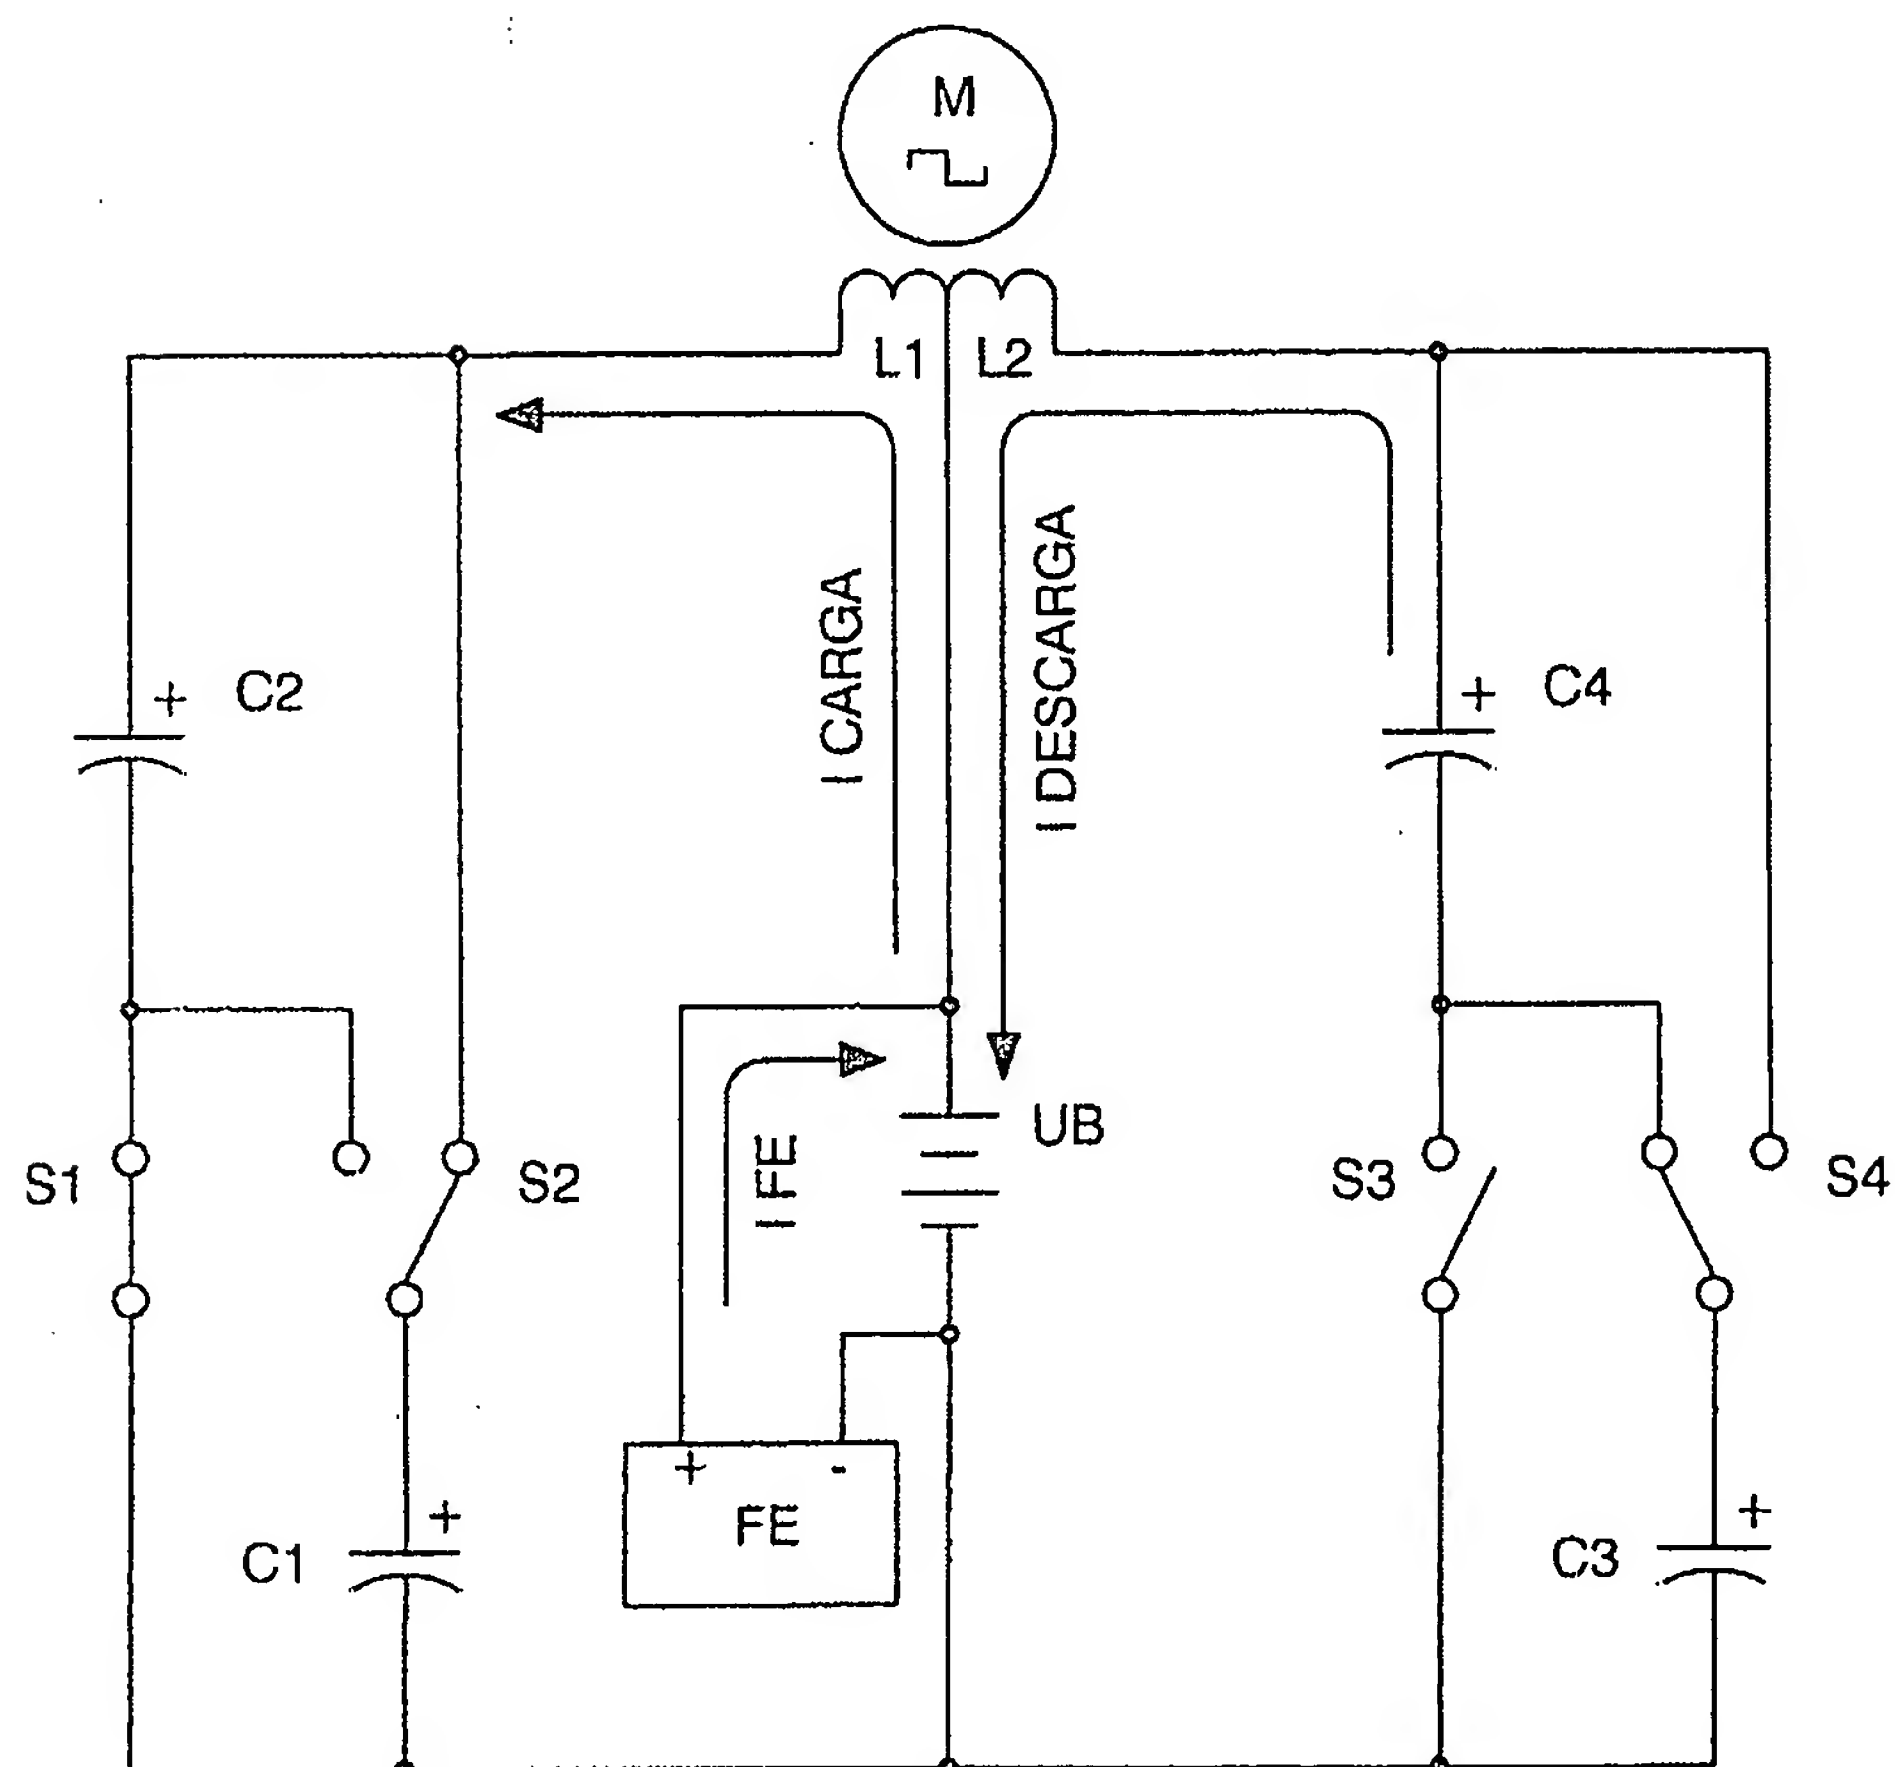 M
L1 L2
+ C2
I CARGA
I DESCARGA
+ C4
S1
S2
I FE
UB
S3
S4
+ -
FE
+
C1
+
C3